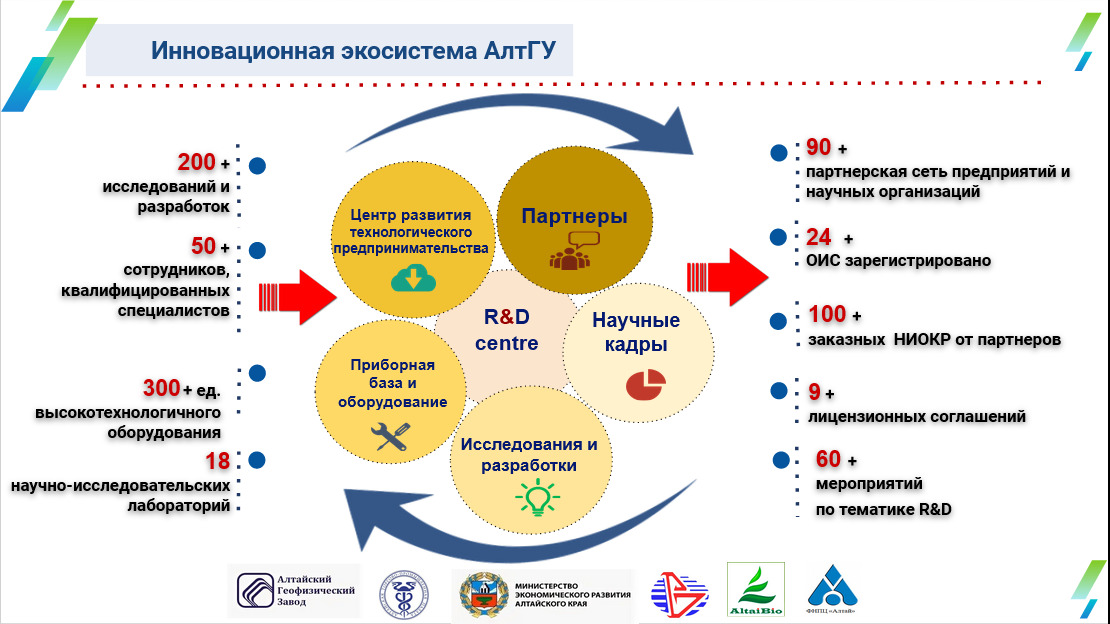 Инновационная экосистема АлтГУ
200 +
исследований и
разработок
50 +
сотрудников,
квалифицированных
специалистов
300 + ед.
высокотехнологичного
оборудования
18
научно-исследовательских
лабораторий
Центр развития
технологического
предпринимательства
Партнеры
R&D
centre
Научные
кадры
Приборная
база и
оборудование
Исследования и
разработки
90 +
партнерская сеть предприятий и
научных организаций
24 +
ОИС зарегистрировано
100 +
заказных НИОКР от партнеров
9 +
лицензионных соглашений
60 +
мероприятий
по тематике R&D
Алтайский
Геофизический
Завод
МИНИСТЕРСТВО
ЭКОНОМИЧЕСКОГО РАЗВИТИЯ
АЛТАЙСКОГО КРАЯ
AltaiBio
ФНПЦ «Алтай»